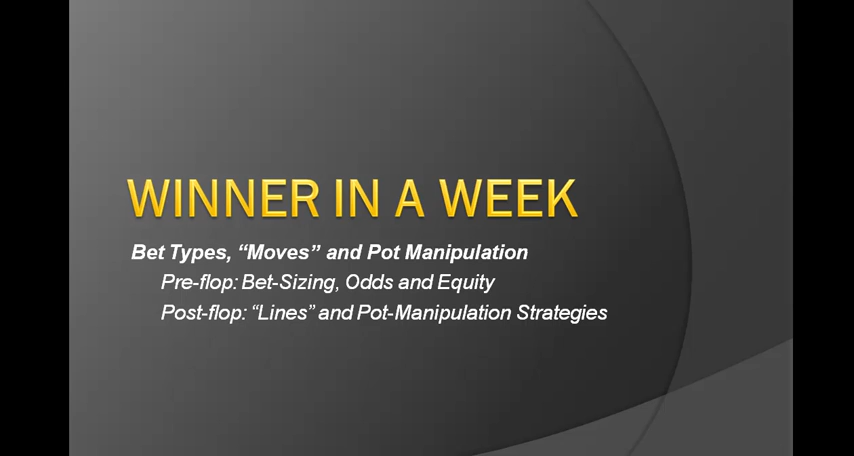 WINNER IN A WEEK
Bet Types, “Moves” and Pot Manipulation
Pre-flop: Bet-Sizing, Odds and Equity
Post-flop: “Lines” and Pot-Manipulation Strategies